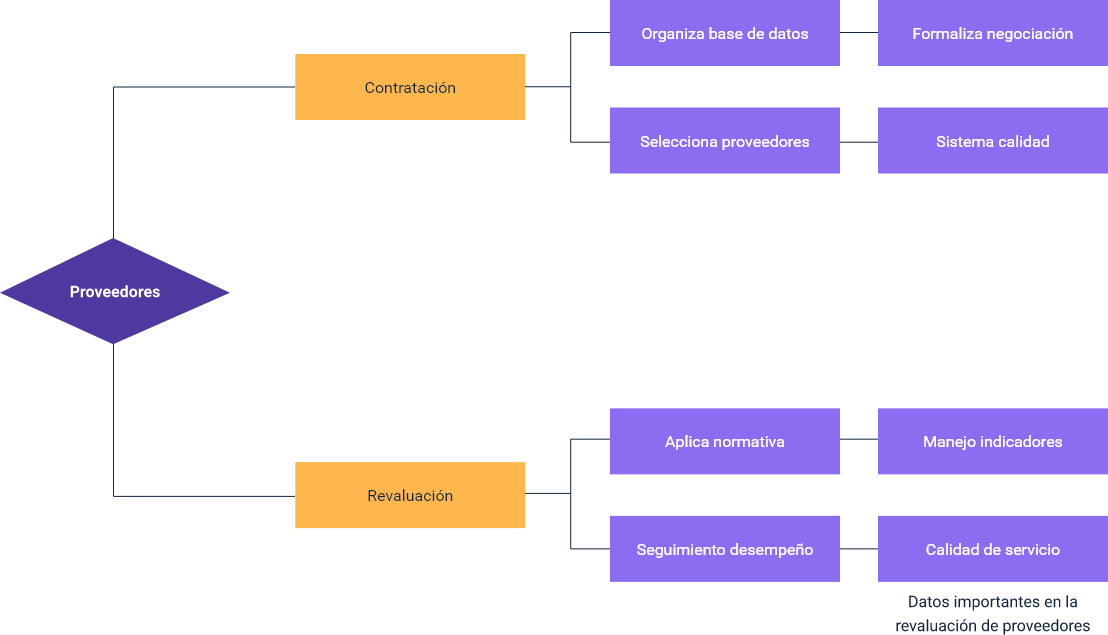 Organiza base de datos
Formaliza negociación
Contratación
Selecciona proveedores
Sistema calidad
Proveedores
Aplica normativa
Manejo indicadores
Revaluación
Seguimiento desempeño
Calidad de servicio
Datos importantes en la
revaluación de proveedores